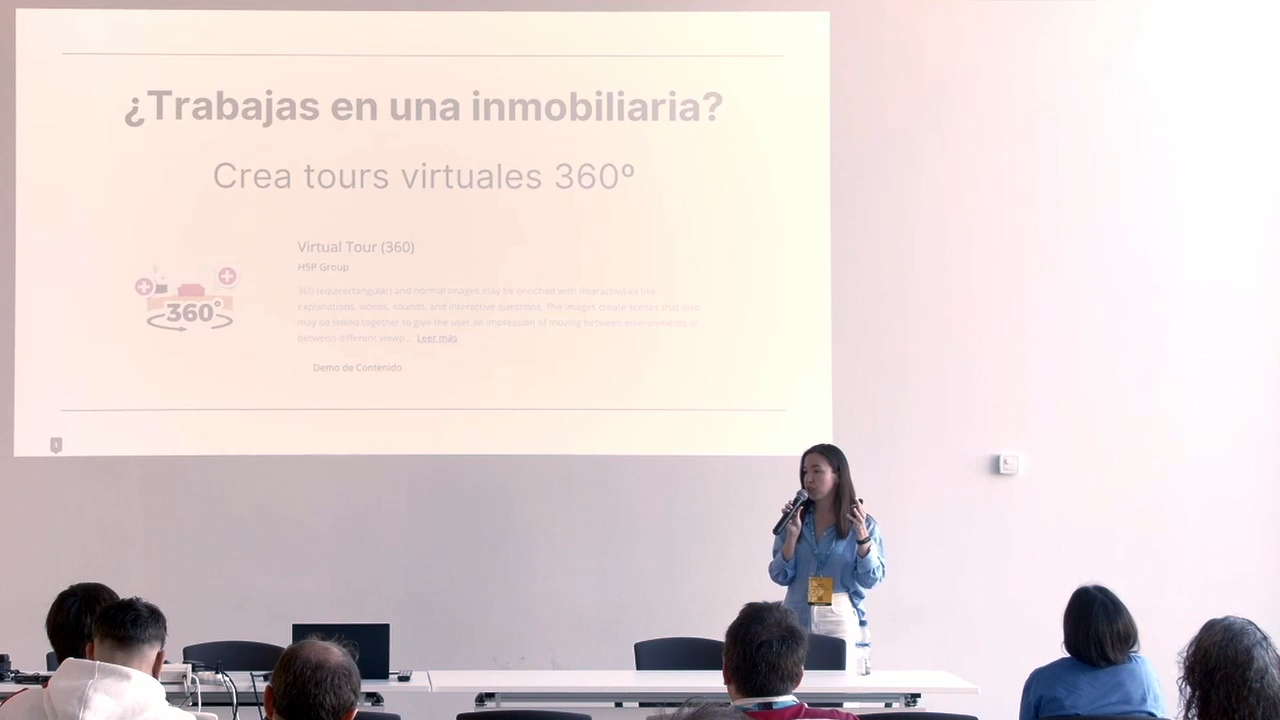 ¿Trabajas en una inmobiliaria?
Crea tours virtuales 360º
Virtual Tour (360)
H5P Group
360 (equirectangular) and normal images may be enriched with interactivities like
explanations, videos, sounds, and interactive questions. The images create scenes that also
may be linked together to give the user an impression of moving between environments or
between different viewp... Leer más
360°
Demo de Contenido